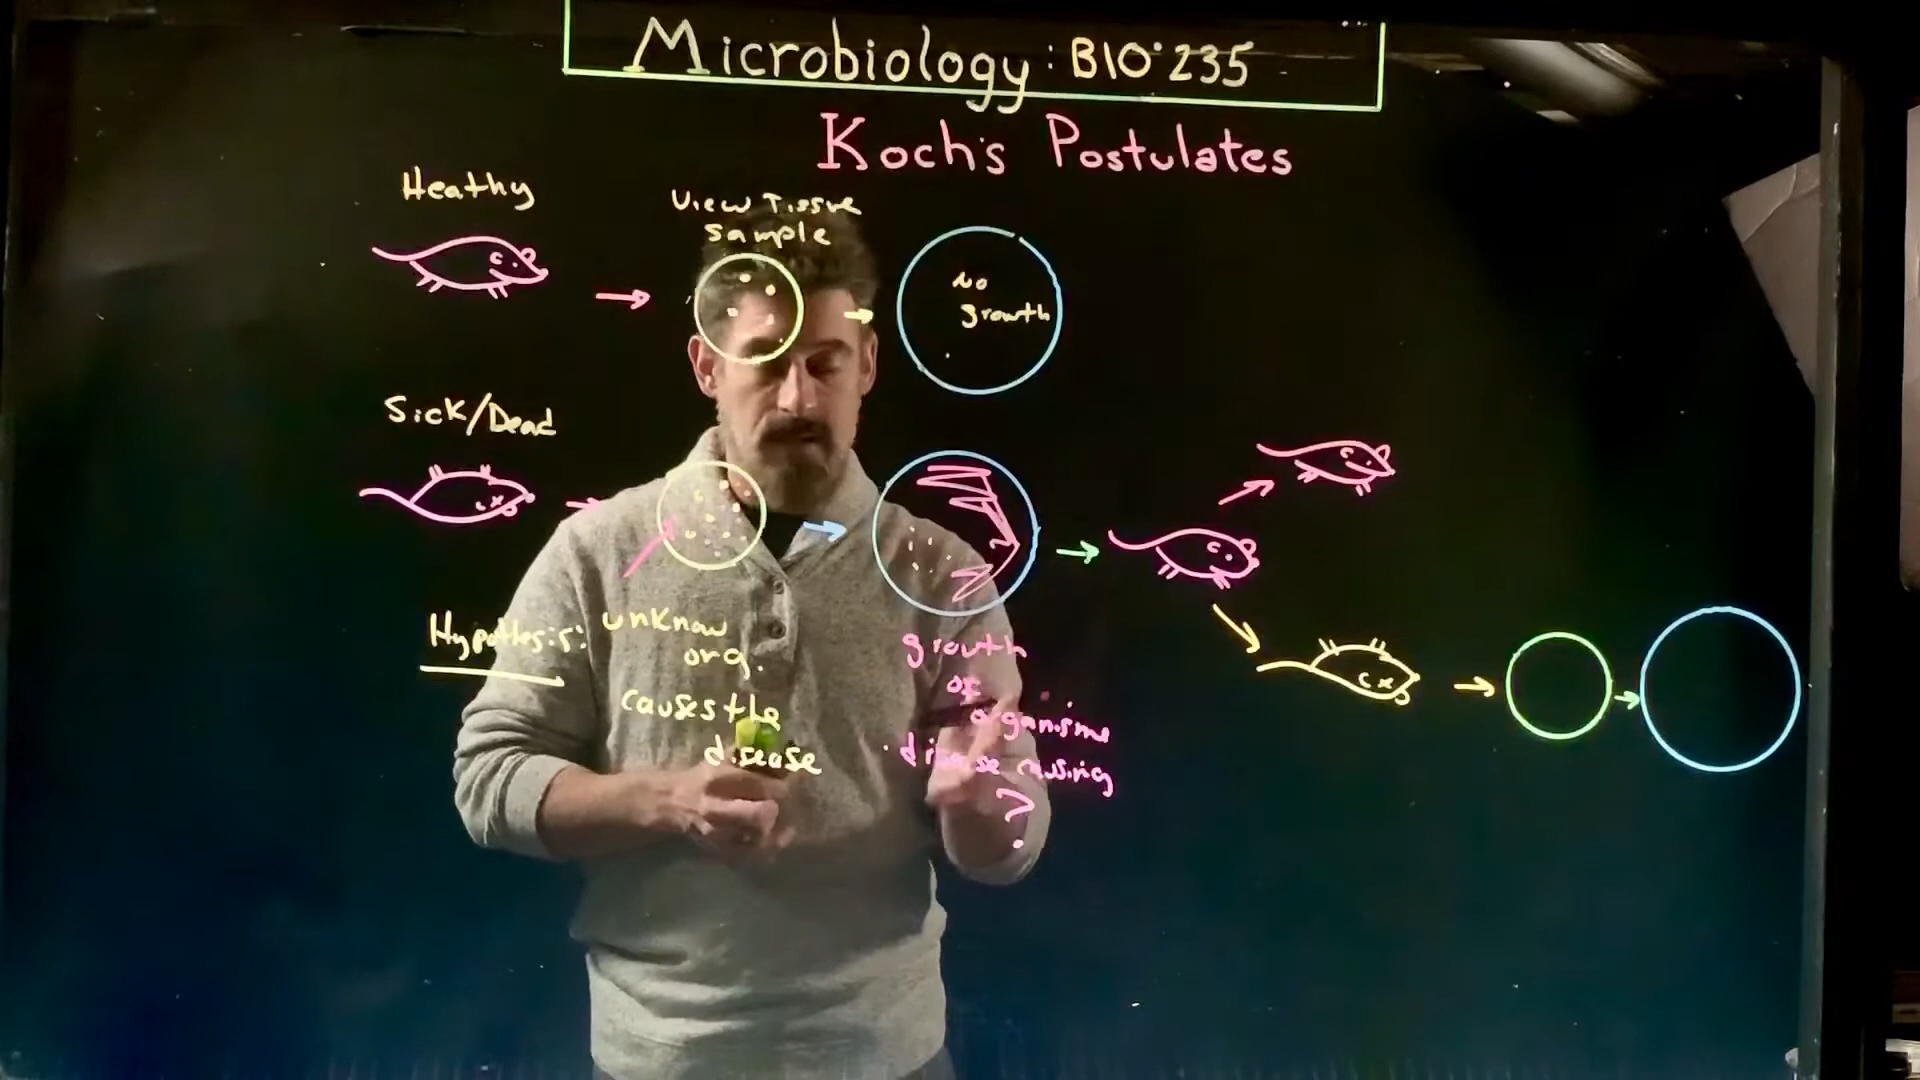 Microbiology: BIO 235
Koch's Postulates
Heathy
View Tissue
Sample
No
growth
Sick/Dead
Hypothesis:
unknow
org.
causes the
disease
growth
of
organism
disease causing
?